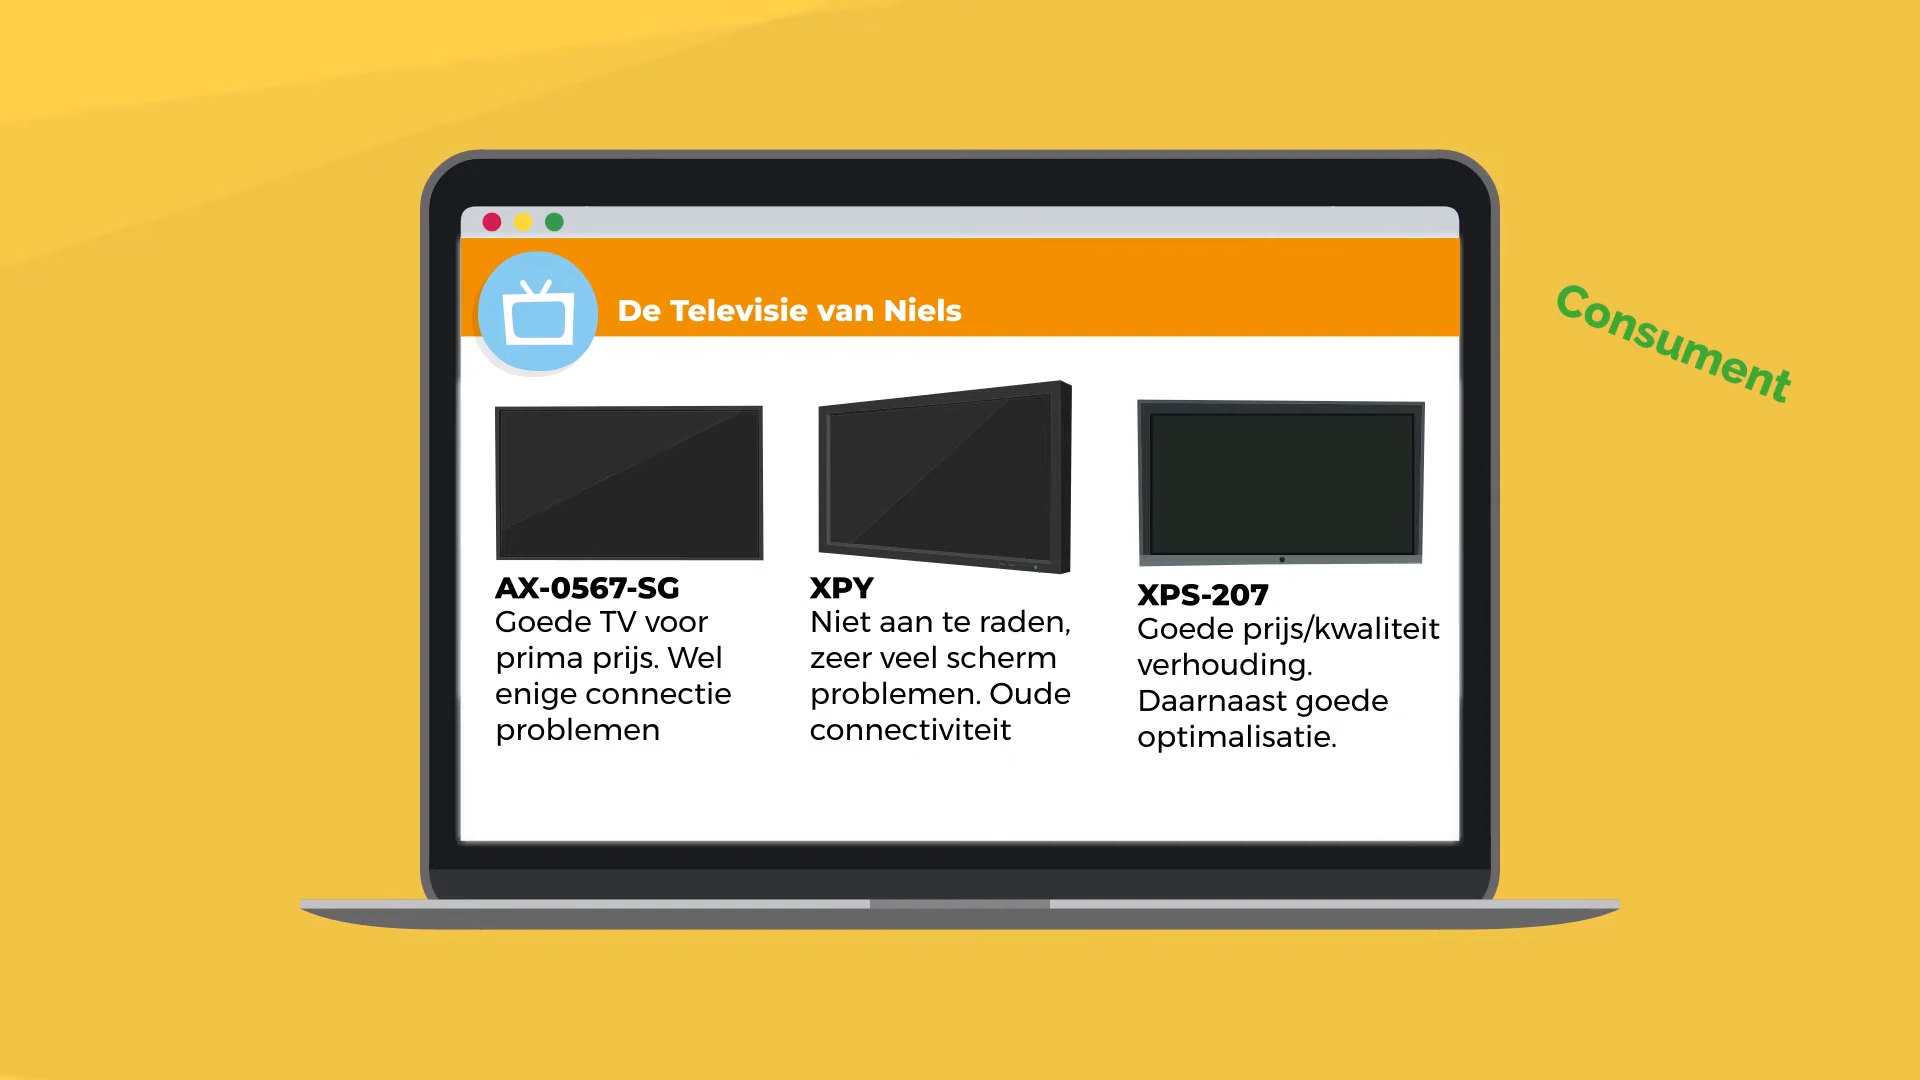 De Televisie van Niels
Consument
AX-0567-SG
Goede TV voor
prima prijs. Wel
enige connectie
problemen
XPY
Niet aan te raden,
zeer veel scherm
problemen. Oude
connectiviteit
XPS-207
Goede prijs/kwaliteit
verhouding.
Daarnaast goede
optimalisatie.